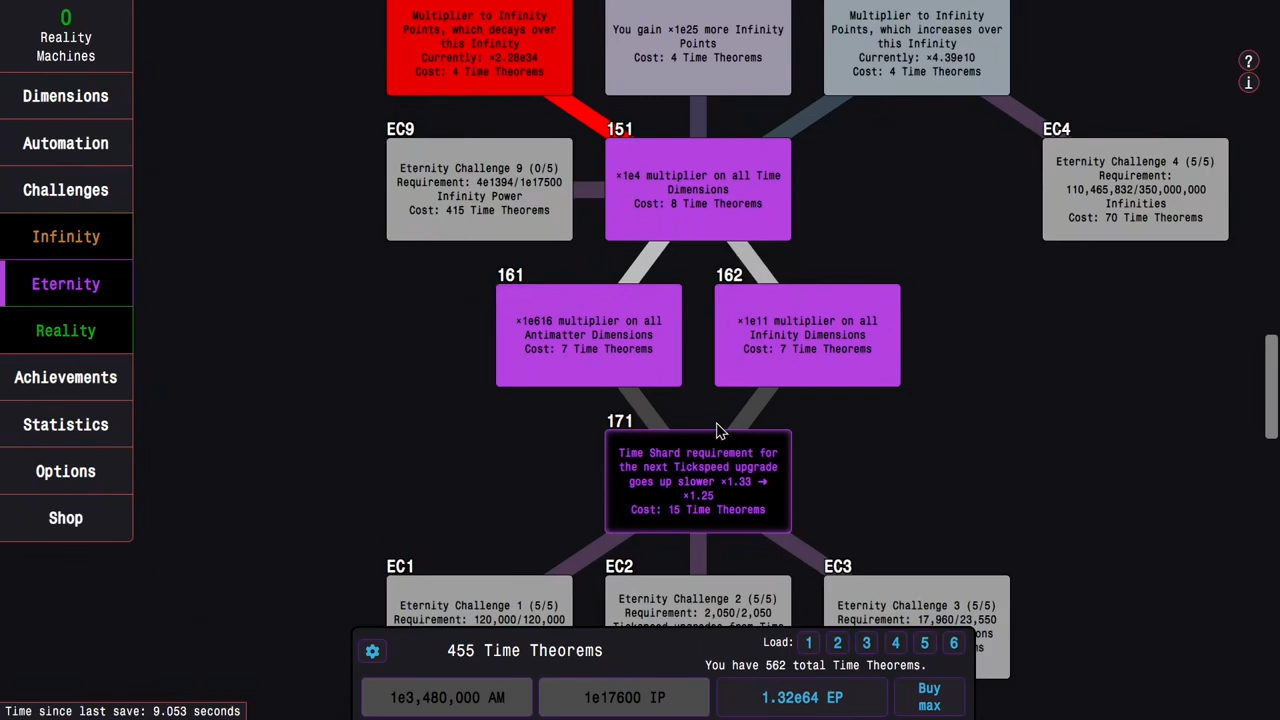 0
Reality
Machines
Dimensions
Automation
Challenges
Infinity
Eternity
Reality
Achievements
Statistics
Options
Shop
Multiplier to Infinity
Points, which decays over
this Infinity
Currently: ×2.28e34
Cost: 4 Time Theorems
You gain ×1e25 more Infinity
Points
Cost: 4 Time Theorems
Multiplier to Infinity
Points, which increases over
this Infinity
Currently: ×4.39e10
Cost: 4 Time Theorems
?
i
EC9
Eternity Challenge 9 (0/5)
Requirement: 4e1394/1e17500
Infinity Power
Cost: 415 Time Theorems
151
×1e4 multiplier on all Time
Dimensions
Cost: 8 Time Theorems
EC4
Eternity Challenge 4 (5/5)
Requirement:
110,465,832/350,000,000
Infinities
Cost: 70 Time Theorems
161
×1e616 multiplier on all
Antimatter Dimensions
Cost: 7 Time Theorems
162
×1e11 multiplier on all
Infinity Dimensions
Cost: 7 Time Theorems
171
Time Shard requirement for
the next Tickspeed upgrade
goes up slower ×1.33 ➜
×1.25
Cost: 15 Time Theorems
EC1
Eternity Challenge 1 (5/5)
Requirement: 120,000/120,000
EC2
Eternity Challenge 2 (5/5)
Requirement: 2,050/2,050
Tickspeed upgrades from Time
EC3
Eternity Challenge 3 (5/5)
Requirement: 17,960/23,550
455 Time Theorems
Load: 1 2 3 4 5 6
You have 562 total Time Theorems.
1e3,480,000 AM
1e17600 IP
1.32e64 EP
Buy
max
Time since last save: 9.053 seconds